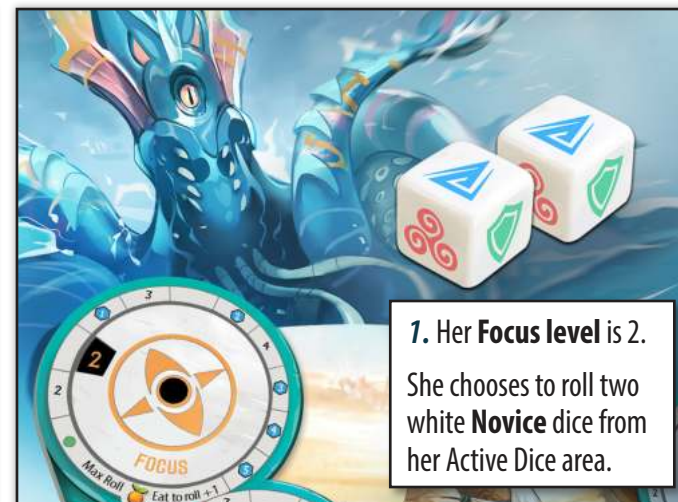 3
4
2
2
FOCUS
Max Roll
Eat to roll +1
1. Her Focus level is 2.
She chooses to roll two
white Novice dice from
her Active Dice area.